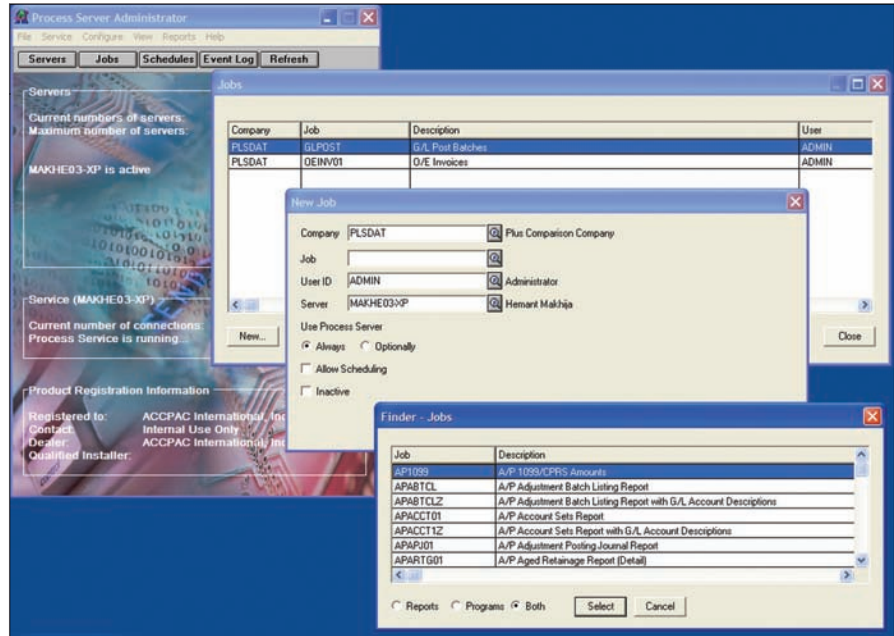 Process Server Administrator
File Service Configure View Reports Help
Servers Jobs Schedules Event Log Refresh
Servers
Current numbers of servers:
Maximum number of servers:
MAKHE03-XP is active
Service (MAKHE03-XP)
Current number of connections:
Process Service is running...
Product Registration Information
Registered to: ACCPAC International, Inc
Contact: Internal Use Only
Dealer: ACCPAC International, Inc
Qualified Installer:
Jobs
Company Job Description User
PLSDAT GLPOST G/L Post Batches ADMIN
PLSDAT OEINV01 O/E Invoices ADMIN
New... Close
New Job
Company PLSDAT Plus Comparison Company
Job
User ID ADMIN Administrator
Server MAKHE03-XP Hemant Makhija
Use Process Server
Always Optionally
Allow Scheduling
Inactive
Finder - Jobs
Job Description
AP1099 A/P 1099/CPRS Amounts
APABTCL A/P Adjustment Batch Listing Report
APABTCLZ A/P Adjustment Batch Listing Report with G/L Account Descriptions
APACCT01 A/P Account Sets Report
APACCT1Z A/P Account Sets Report with G/L Account Descriptions
APAPJ01 A/P Adjustment Posting Journal Report
APARTG01 A/P Aged Retainage Report (Detail)
Reports Programs Both Select Cancel